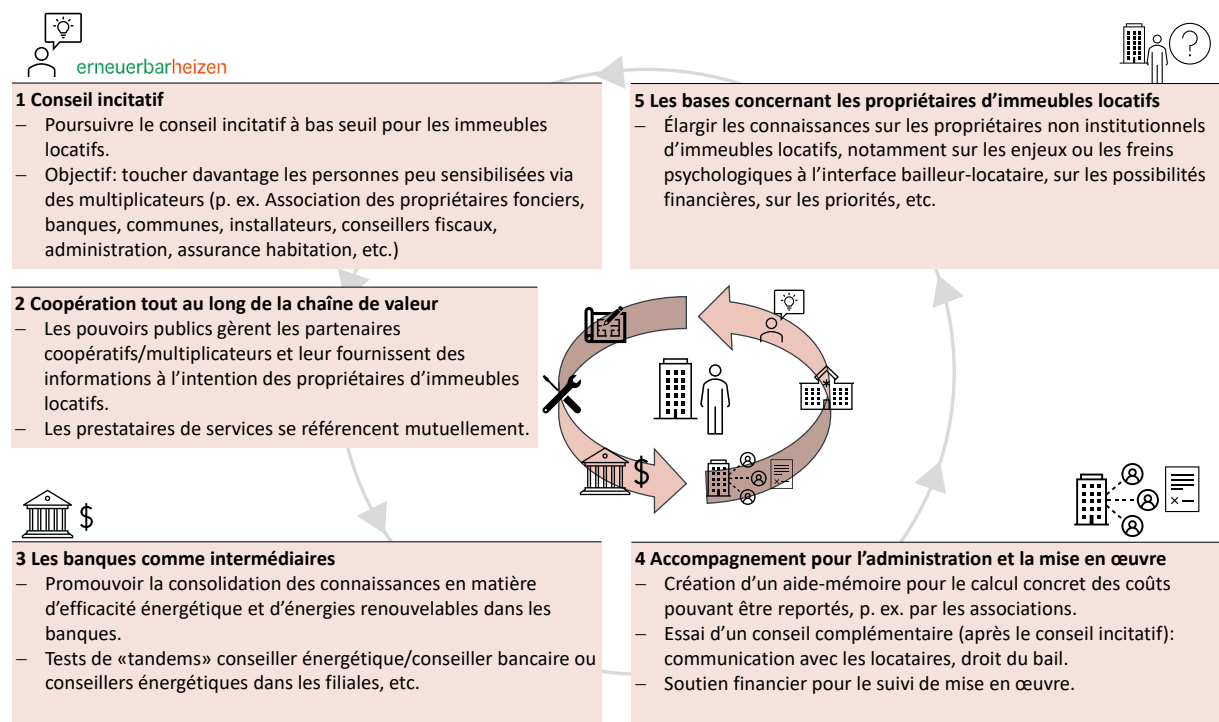 erneuerbarheizen
1 Conseil incitatif
– Poursuivre le conseil incitatif à bas seuil pour les immeubles
locatifs.
– Objectif: toucher davantage les personnes peu sensibilisées via
des multiplicateurs (p. ex. Association des propriétaires fonciers,
banques, communes, installateurs, conseillers fiscaux,
administration, assurance habitation, etc.)
2 Coopération tout au long de la chaîne de valeur
– Les pouvoirs publics gèrent les partenaires
coopératifs/multiplicateurs et leur fournissent des
informations à l’intention des propriétaires d’immeubles
locatifs.
– Les prestataires de services se référencent mutuellement.
$
3 Les banques comme intermédiaires
– Promouvoir la consolidation des connaissances en matière
d’efficacité énergétique et d’énergies renouvelables dans les
banques.
– Tests de «tandems» conseiller énergétique/conseiller bancaire ou
conseillers énergétiques dans les filiales, etc.
$
4 Accompagnement pour l’administration et la mise en œuvre
– Création d’un aide-mémoire pour le calcul concret des coûts
pouvant être reportés, p. ex. par les associations.
– Essai d’un conseil complémentaire (après le conseil incitatif):
communication avec les locataires, droit du bail.
– Soutien financier pour le suivi de mise en œuvre.
?
5 Les bases concernant les propriétaires d’immeubles locatifs
– Élargir les connaissances sur les propriétaires non institutionnels
d’immeubles locatifs, notamment sur les enjeux ou les freins
psychologiques à l’interface bailleur-locataire, sur les possibilités
financières, sur les priorités, etc.